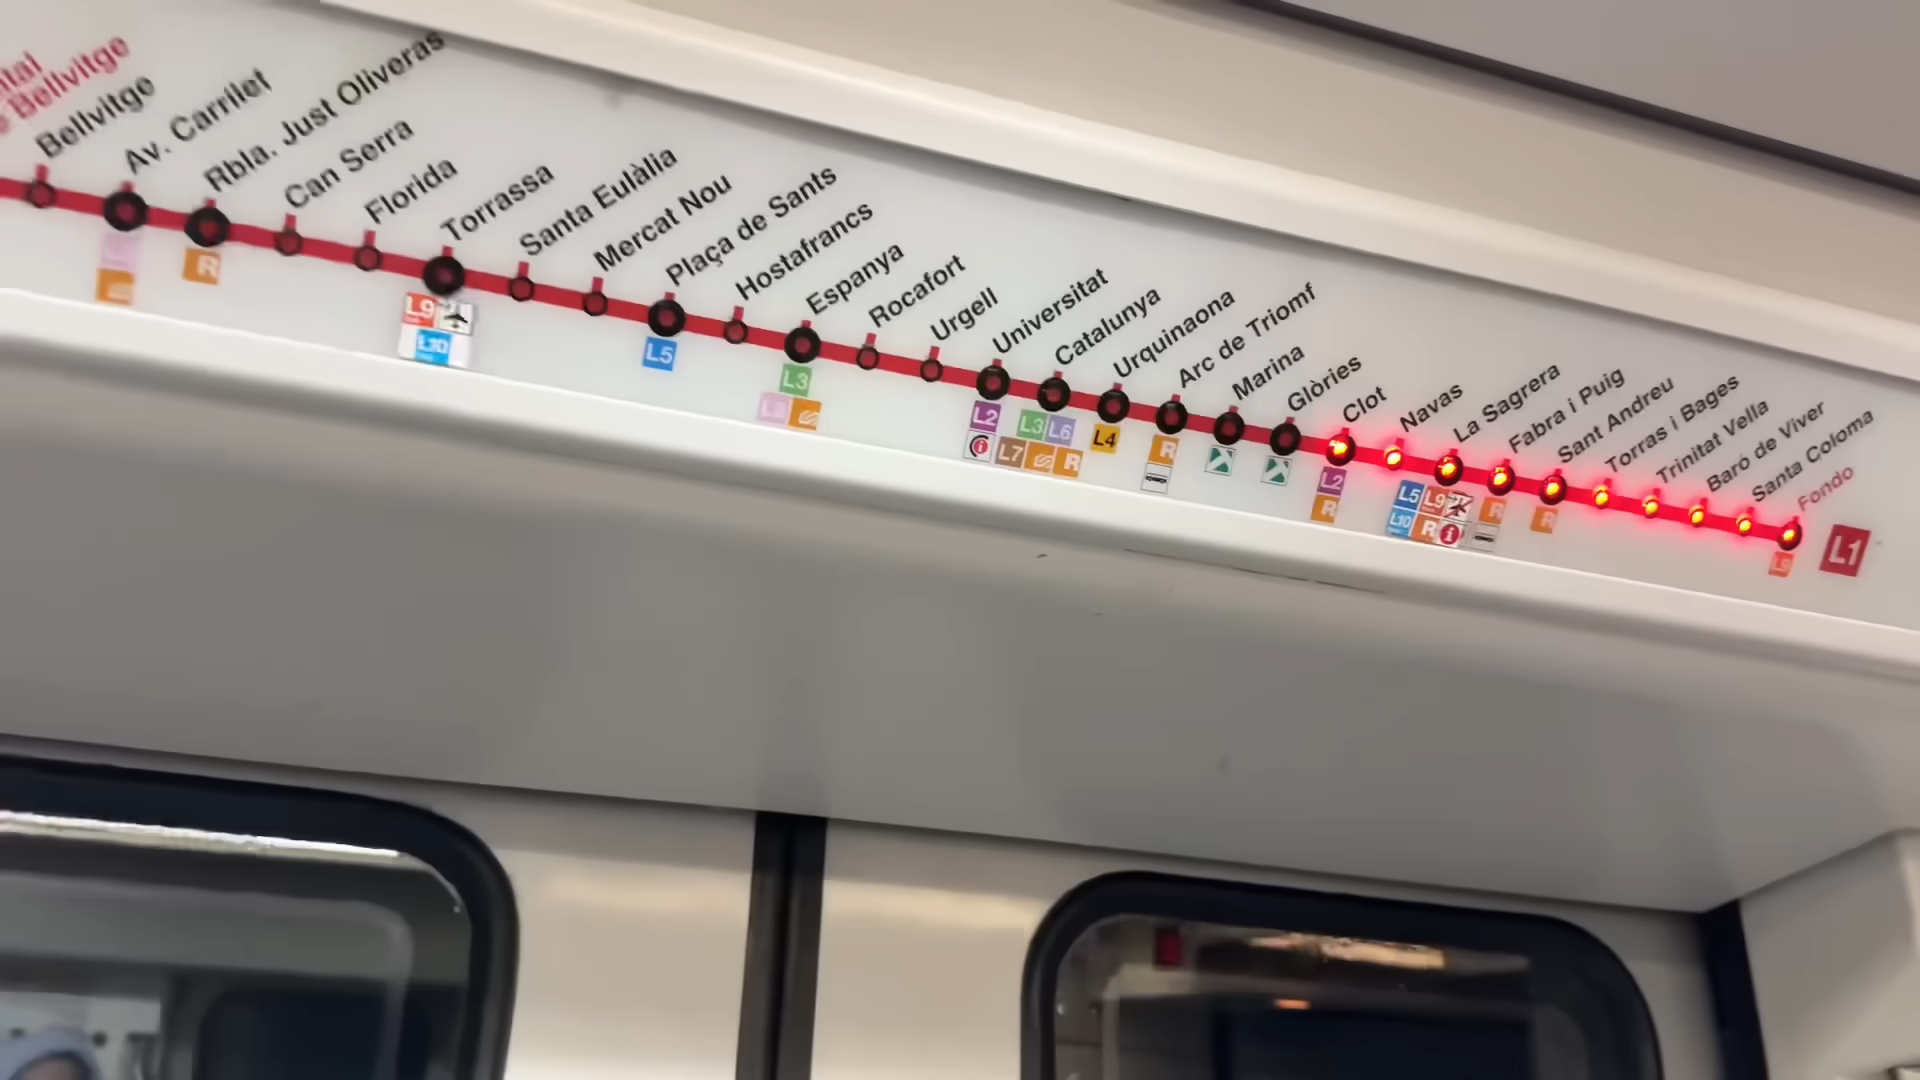 Bellvitge
Bellvitge
Av. Carrilet
Rbla. Just Oliveras
Can Serra
Florida
Torrassa
Santa Eulàlia
Mercat Nou
Plaça de Sants
Hostafrancs
Espanya
Rocafort
Urgell
Universitat
Catalunya
Urquinaona
Arc de Triomf
Marina
Glòries
Clot
Navas
La Sagrera
Fabra i Puig
Sant Andreu
Torras i Bages
Trinitat Vella
Baró de Viver
Santa Coloma
Fondo
R
L9
L10
L5
L3
L8
L2
L7
L3 L6
R
L4
R
L2
R
L5 L9
L10 R
R
R
L9
L1